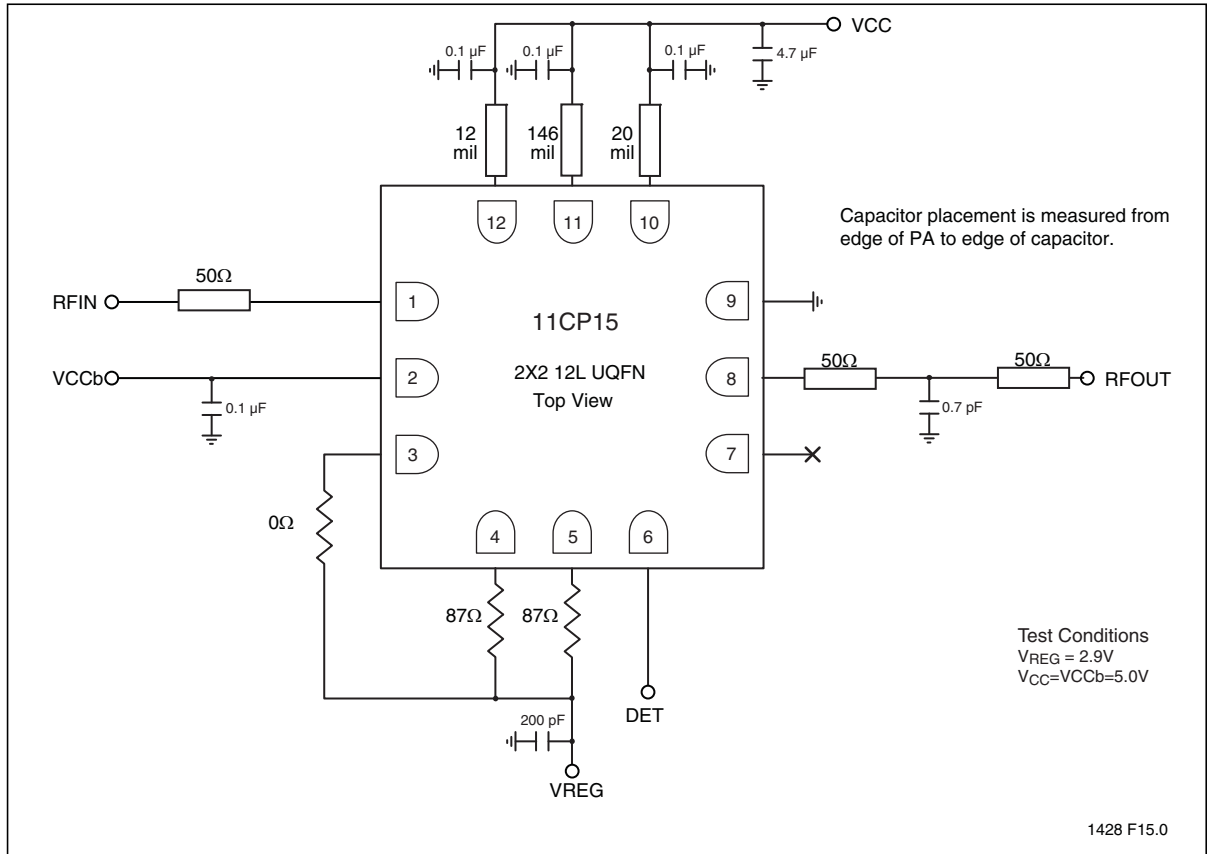 VCC
0.1 µF
0.1 µF
0.1 µF
4.7 µF
12
mil
146
mil
20
mil
12
11
10
Capacitor placement is measured from
edge of PA to edge of capacitor.
RFIN
50Ω
1
9
11CP15
VCCb
2
2X2 12L UQFN
Top View
8
50Ω
50Ω
RFOUT
0.1 µF
0.7 pF
3
7
0Ω
4
5
6
87Ω
87Ω
Test Conditions
VREG = 2.9V
VCC=VCCb=5.0V
DET
200 pF
VREG
1428 F15.0